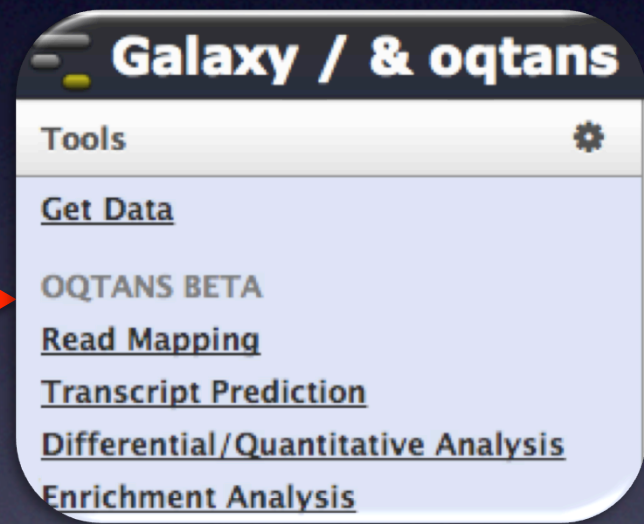 Galaxy / & oqtans
Tools
Get Data
OQTANS BETA
Read Mapping
Transcript Prediction
Differential/Quantitative Analysis
Enrichment Analysis